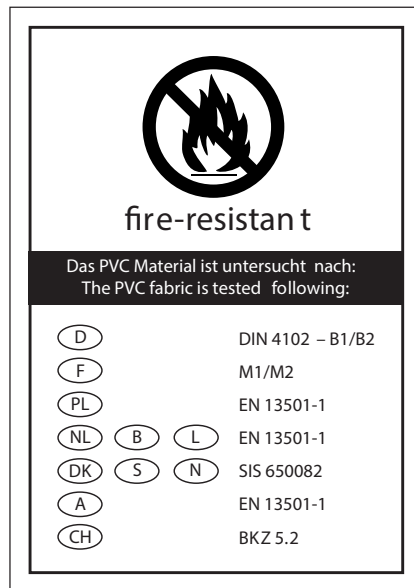 fire-resistan t
Das PVC Material ist untersucht nach:
The PVC fabric is tested following:
D DIN 4102 – B1/B2
F M1/M2
PL EN 13501-1
NL B L EN 13501-1
DK S N SIS 650082
A EN 13501-1
CH BKZ 5.2